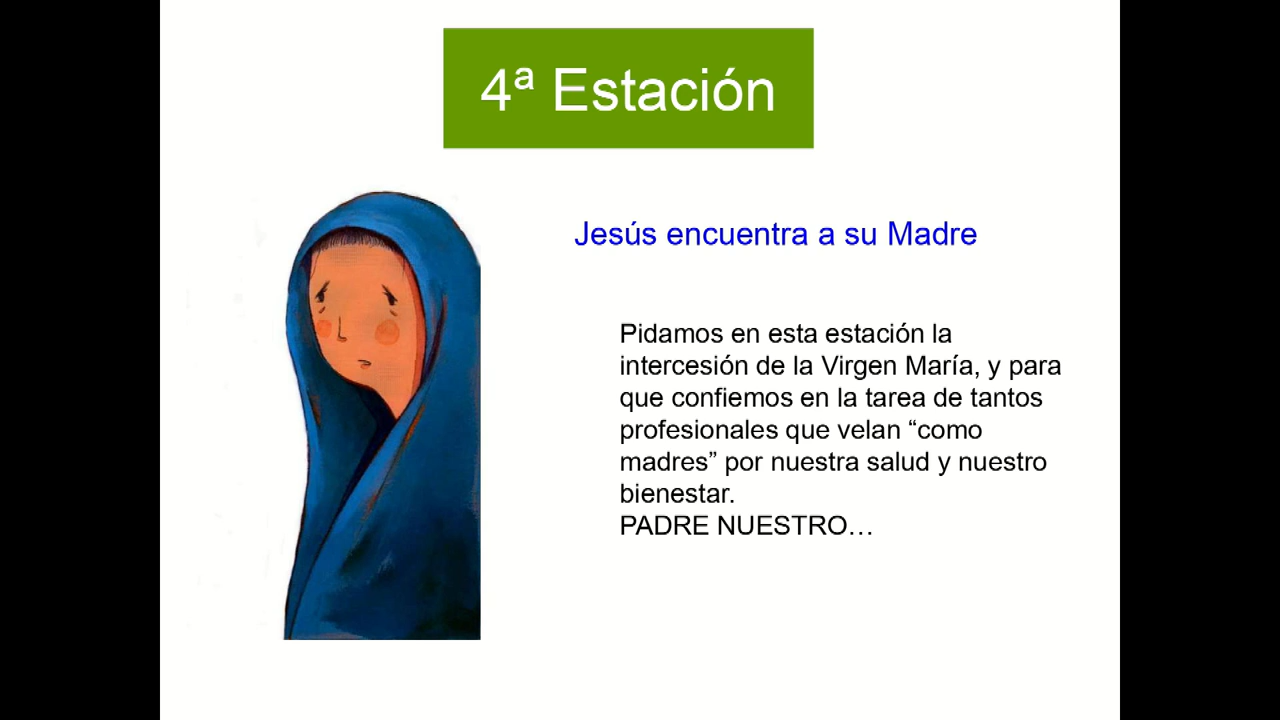 4ª Estación
Jesús encuentra a su Madre
Pidamos en esta estación la
intercesión de la Virgen María, y para
que confiemos en la tarea de tantos
profesionales que velan “como
madres” por nuestra salud y nuestro
bienestar.
PADRE NUESTRO…